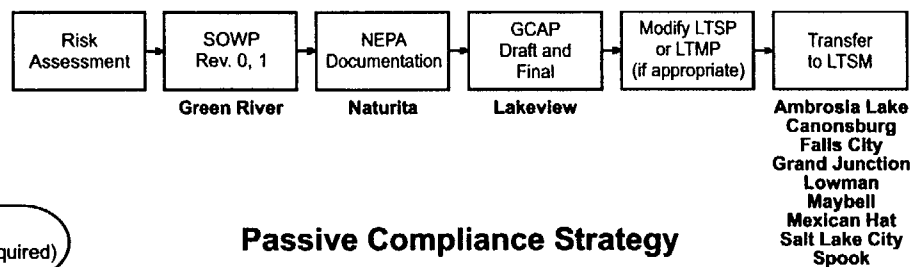 Risk
Assessment
SOWP
Rev. 0, 1
NEPA
Documentation
GCAP
Draft and
Final
Modify LTSP
or LTMP
(if appropriate)
Transfer
to LTSM
Green River
Naturita
Lakeview
Ambrosia Lake
Canonsburg
Falls City
Grand Junction
Lowman
Maybell
Mexican Hat
Salt Lake City
Spook
Passive Compliance Strategy